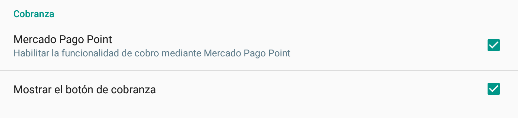 Cobranza
Mercado Pago Point
Habilitar la funcionalidad de cobro mediante Mercado Pago Point
Mostrar el botón de cobranza